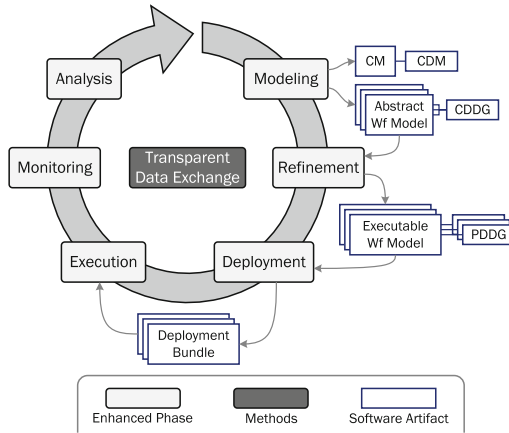 Analysis
Modeling
CM
CDM
Abstract
Wf Model
CDDG
Monitoring
Transparent
Data Exchange
Refinement
Executable
Wf Model
PDDG
Execution
Deployment
Deployment
Bundle
Enhanced Phase
Methods
Software Artifact